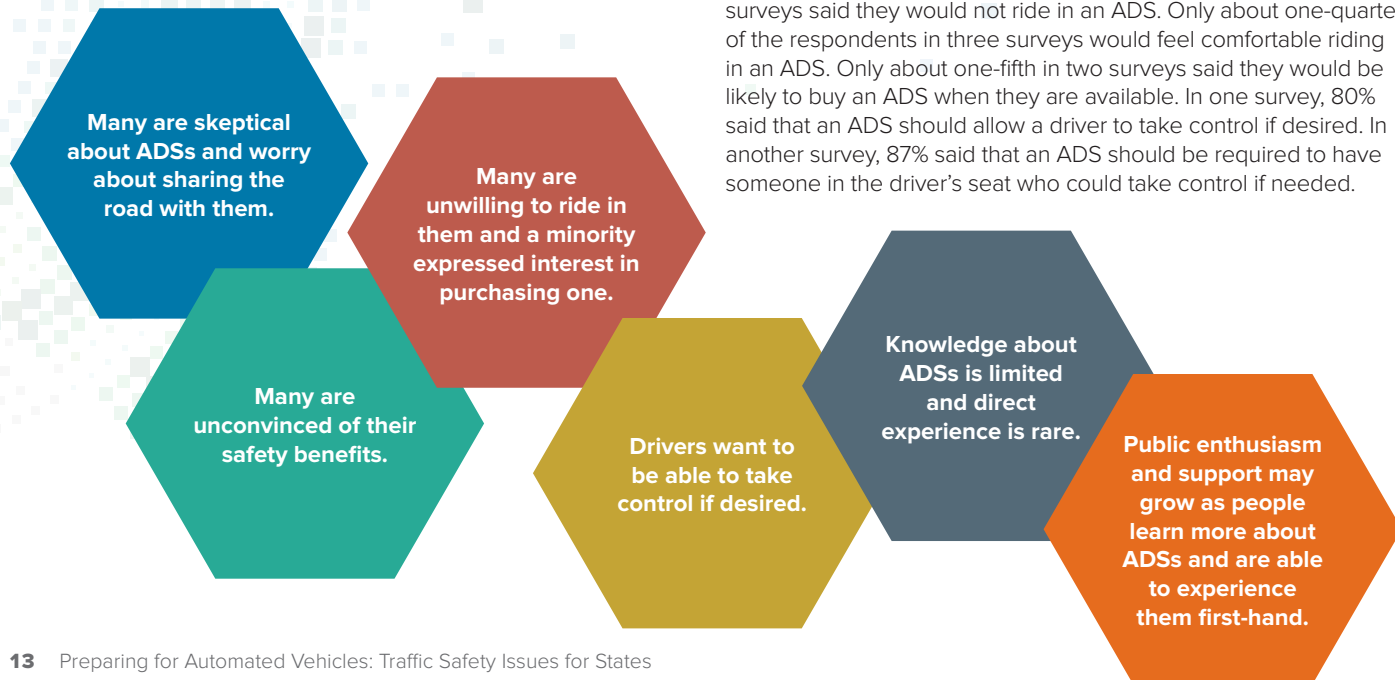 surveys said they would not ride in an ADS. Only about one-quarte
of the respondents in three surveys would feel comfortable riding
in an ADS. Only about one-fifth in two surveys said they would be
likely to buy an ADS when they are available. In one survey, 80%
said that an ADS should allow a driver to take control if desired. In
another survey, 87% said that an ADS should be required to have
someone in the driver's seat who could take control if needed.
Many are skeptical
about ADSs and worry
about sharing the
road with them.
Many are
unwilling to ride in
them and a minority
expressed interest in
purchasing one.
Many are
unconvinced of their
safety benefits.
Drivers want to
be able to take
control if desired.
Knowledge about
ADSs is limited
and direct
experience is rare.
Public enthusiasm
and support may
grow as people
learn more about
ADSs and are able
to experience
them first-hand.
13 Preparing for Automated Vehicles: Traffic Safety Issues for States